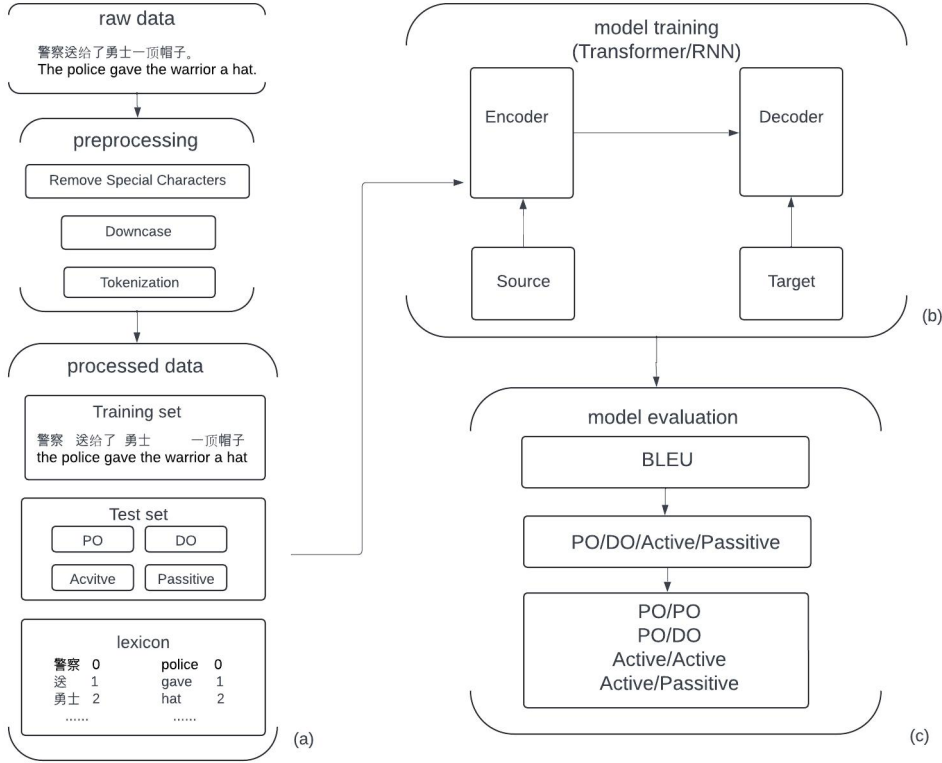 raw data
警察送给了勇士一顶帽子。
The police gave the warrior a hat.
preprocessing
Remove Special Characters
Downcase
Tokenization
processed data
Training set
警察 送给了 勇士 一顶帽子
the police gave the warrior a hat
Test set
PO DO
Acvitve Passitive
lexicon
警察 0 police 0
送 1 gave 1
勇士 2 hat 2
...... ......
(a)
model training
(Transformer/RNN)
Encoder Decoder
Source Target
(b)
model evaluation
BLEU
PO/DO/Active/Passitive
PO/PO
PO/DO
Active/Active
Active/Passitive
(c)